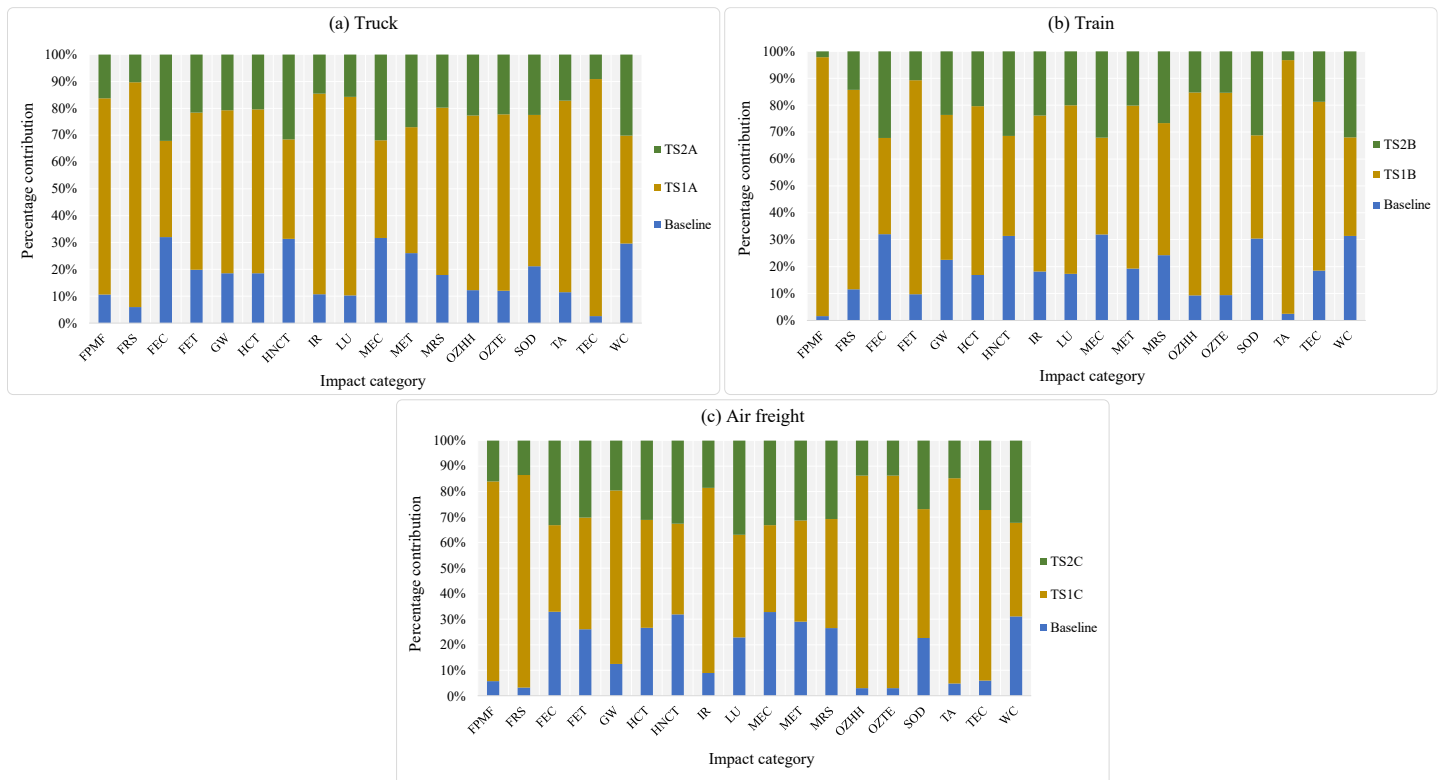 (a) Truck
Percentage contribution
100%
90%
80%
70%
60%
50%
40%
30%
20%
10%
0%
FPMF
FRS
FEC
FET
GW
HCT
HNCT
IR
LU
MEC
MET
MRS
OZHH
OZTE
SOD
TA
TEC
WC
Impact category
TS2A
TS1A
Baseline
(b) Train
Percentage contribution
100%
90%
80%
70%
60%
50%
40%
30%
20%
10%
0%
FPMF
FRS
FEC
FET
GW
HCT
HNCT
IR
LU
MEC
MET
MRS
OZHH
OZTE
SOD
TA
TEC
WC
Impact category
TS2B
TS1B
Baseline
(c) Air freight
Percentage contribution
100%
90%
80%
70%
60%
50%
40%
30%
20%
10%
0%
FPMF
FRS
FEC
FET
GW
HCT
HNCT
IR
LU
MEC
MET
MRS
OZHH
OZTE
SOD
TA
TEC
WC
Impact category
TS2C
TS1C
Baseline